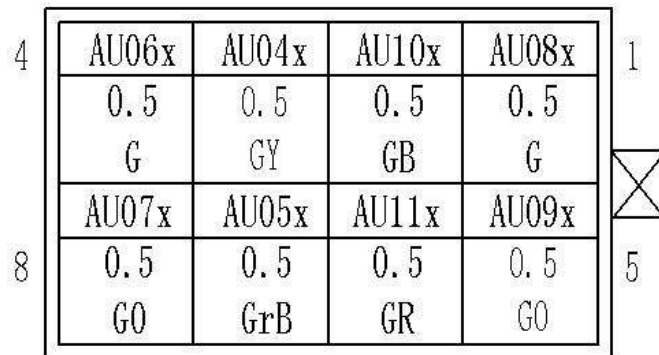 4 AU06x AU04x AU10x AU08x 1
0.5 0.5 0.5 0.5
G GY GB G
AU07x AU05x AU11x AU09x
8 0.5 0.5 0.5 0.5 5
GO GrB GR GO